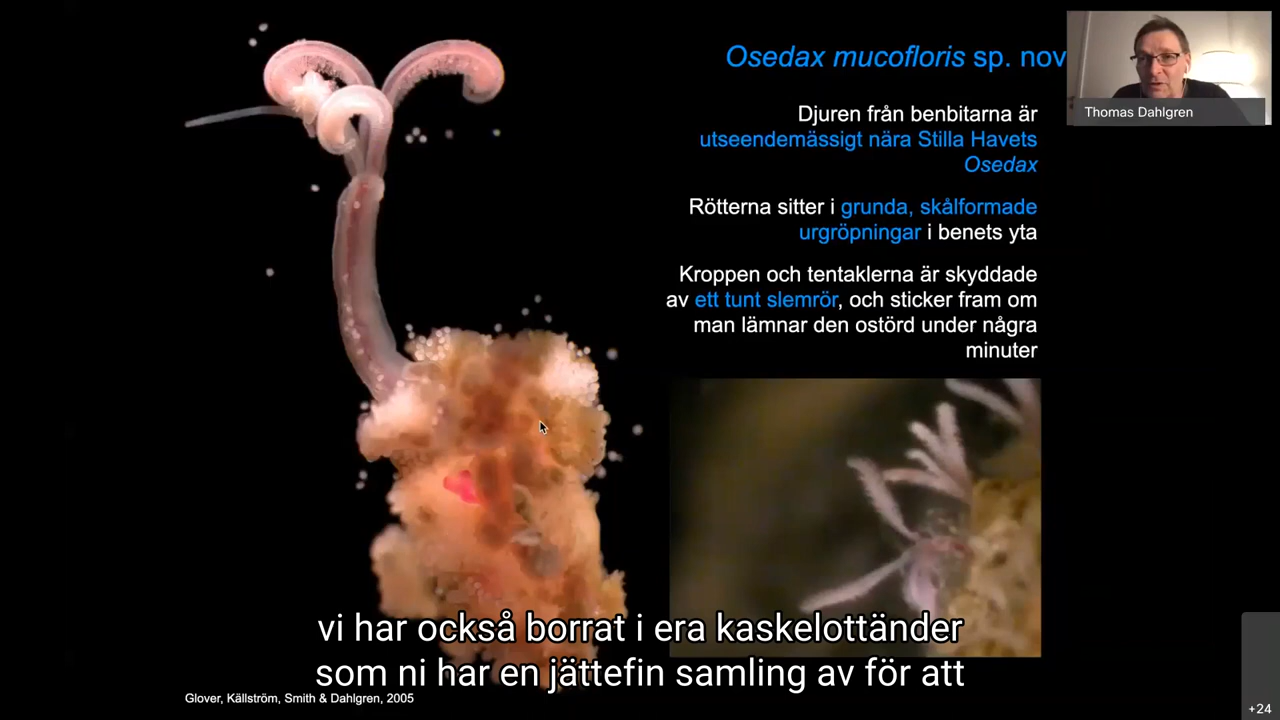 Osedax mucofloris sp. nov
Thomas Dahlgren
Djuren från benbitarna är
utseendemässigt nära Stilla Havets
Osedax
Rötterna sitter i grunda, skålformade
urgröpningar i benets yta
Kroppen och tentaklerna är skyddade
av ett tunt slemrör, och sticker fram om
man lämnar den ostörd under några
minuter
vi har också borrat i era kaskelottänder
som ni har en jättefin samling av för att
Glover, Källström, Smith & Dahlgren, 2005
+24